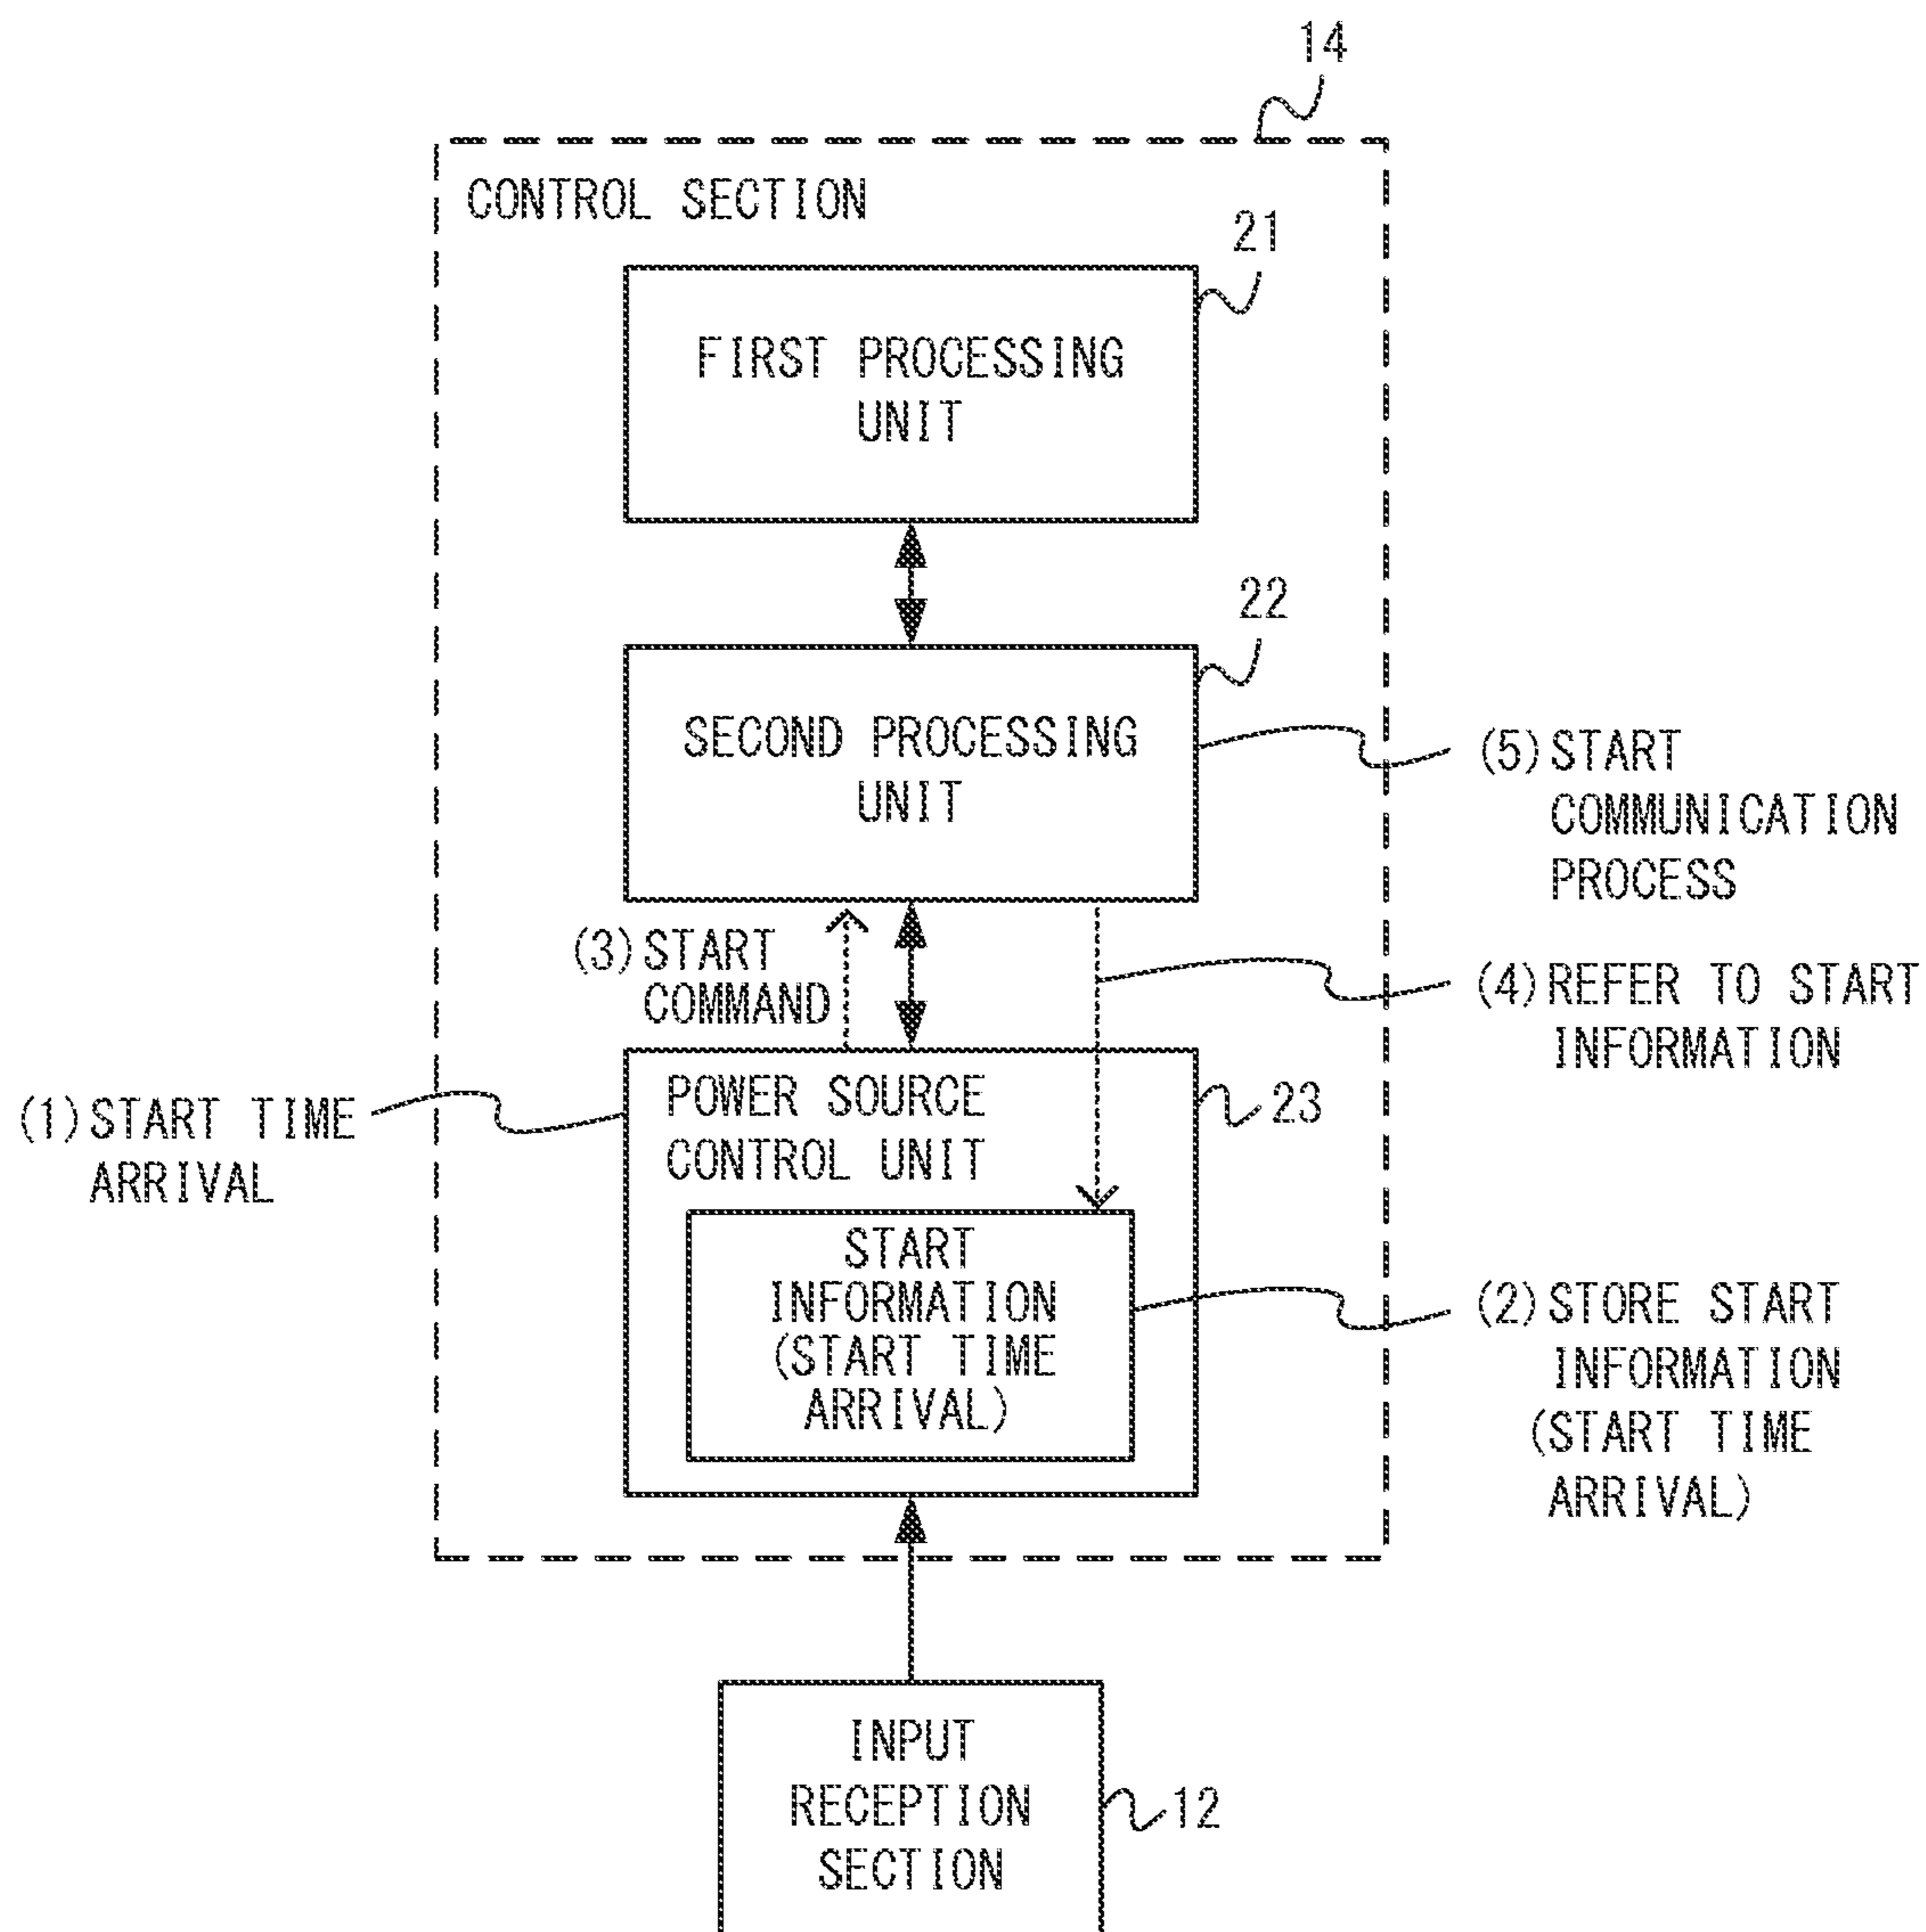 14
CONTROL SECTION
21
FIRST PROCESSING
UNIT
22
SECOND PROCESSING
UNIT
(5) START
COMMUNICATION
PROCESS
(3) START
COMMAND
(4) REFER TO START
INFORMATION
(1) START TIME
ARRIVAL
POWER SOURCE
CONTROL UNIT
23
START
INFORMATION
(START TIME
ARRIVAL)
(2) STORE START
INFORMATION
(START TIME
ARRIVAL)
INPUT
RECEPTION
SECTION
12